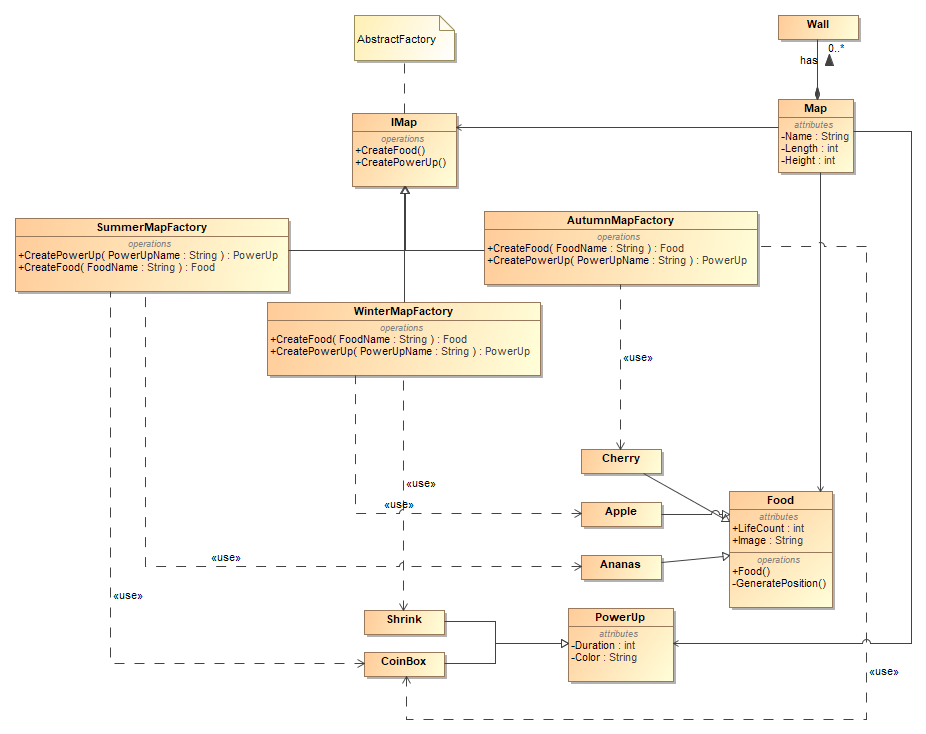 AbstractFactory
Wall
0..*
has
Map
attributes
-Name : String
-Length : int
-Height : int
IMap
operations
+CreateFood()
+CreatePowerUp()
SummerMapFactory
operations
+CreatePowerUp( PowerUpName : String ) : PowerUp
+CreateFood( FoodName : String ) : Food
AutumnMapFactory
operations
+CreateFood( FoodName : String ) : Food
+CreatePowerUp( PowerUpName : String ) : PowerUp
WinterMapFactory
operations
+CreateFood( FoodName : String ) : Food
+CreatePowerUp( PowerUpName : String ) : PowerUp
«use»
Cherry
«use»
«use»
Apple
Food
attributes
+LifeCount : int
+Image : String
operations
+Food()
-GeneratePosition()
«use»
Ananas
«use»
Shrink
PowerUp
attributes
-Duration : int
-Color : String
CoinBox
«use»